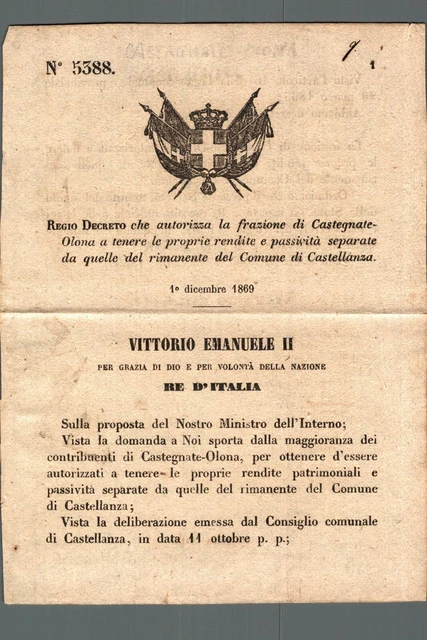 N° 5388.
1
REGIO DECRETO che autorizza la frazione di Castegnate-
Olona a tenere le proprie rendite e passività separate
da quelle del rimanente del Comune di Castellanza.
1º dicembre 1869
VITTORIO EMANUELE II
PER GRAZIA DI DIO E PER VOLONTÀ DELLA NAZIONE
RE D'ITALIA
Sulla proposta del Nostro Ministro dell'Interno;
Vista la domanda a Noi sporta dalla maggioranza dei
contribuenti di Castegnate-Olona, per ottenere d'essere
autorizzati a tenere le proprie rendite patrimoniali e
passività separate da quelle del rimanente del Comune
di Castellanza;
Vista la deliberazione emessa dal Consiglio comunale
di Castellanza, in data 11 ottobre p. p.;